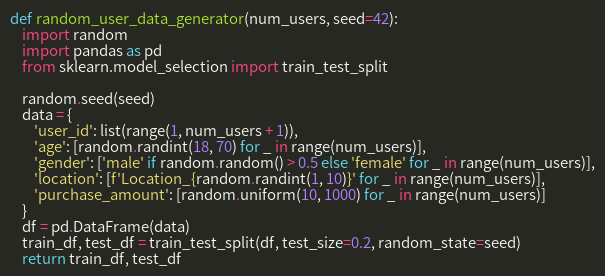 def random_user_data_generator(num_users, seed=42):
    import random
    import pandas as pd
    from sklearn.model_selection import train_test_split

    random.seed(seed)
    data = {
        'user_id': list(range(1, num_users + 1)),
        'age': [random.randint(18, 70) for _ in range(num_users)],
        'gender': ['male' if random.random() > 0.5 else 'female' for _ in range(num_users)],
        'location': [f'Location_{random.randint(1, 10)}' for _ in range(num_users)],
        'purchase_amount': [random.uniform(10, 1000) for _ in range(num_users)]
    }
    df = pd.DataFrame(data)
    train_df, test_df = train_test_split(df, test_size=0.2, random_state=seed)
    return train_df, test_df